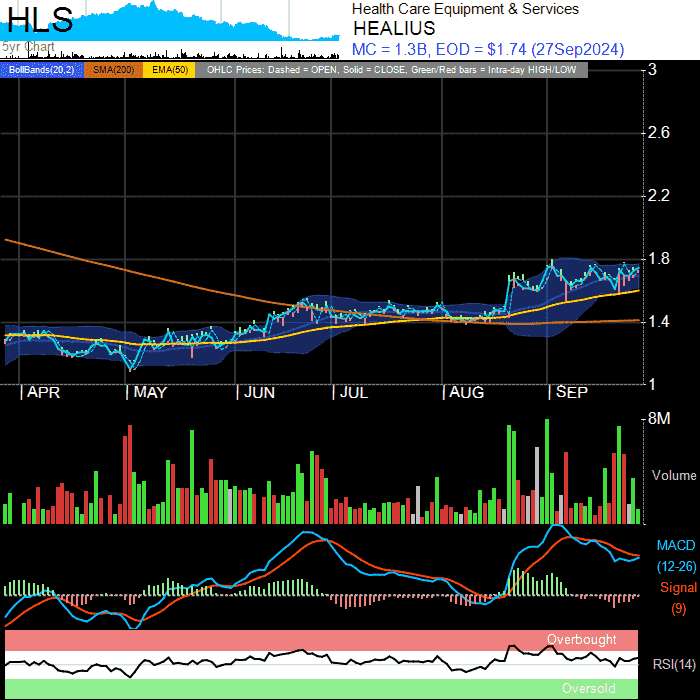 HLS
5yr Chart
Health Care Equipment & Services
HEALIUS
MC = 1.3B, EOD = $1.74 (27Sep2024)
BollBands(20,2) SMA(200) EMA(50) OHLC Prices: Dashed = OPEN, Solid = CLOSE, Green/Red bars = Intra-day HIGH/LOW
3
2.6
2.2
1.8
1.4
1
| APR | MAY | JUN | JUL | AUG | SEP
8M
Volume
MACD
(12-26)
Signal
(9)
Overbought
RSI(14)
Oversold